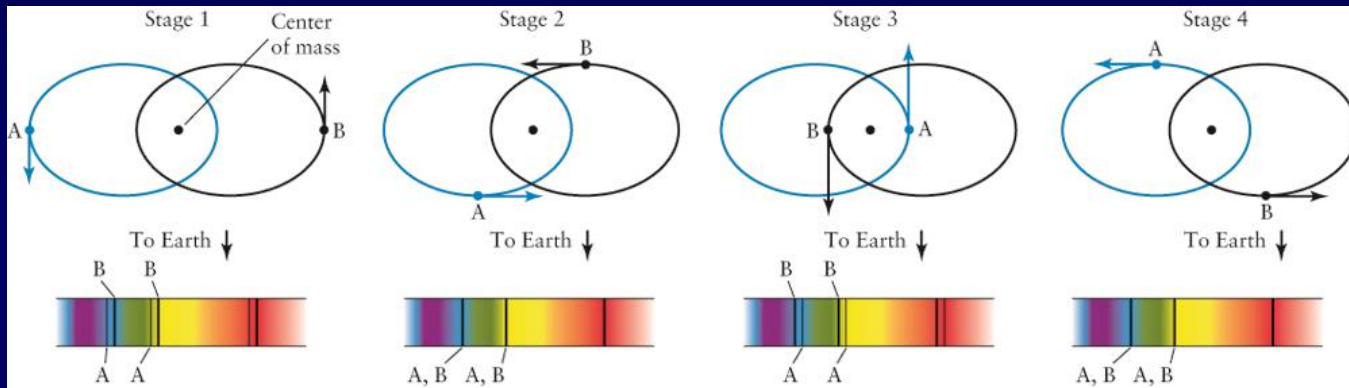 Stage 1
Center
of mass
A
B
To Earth
B
B
A
A
Stage 2
B
A
To Earth
A, B
A, B
Stage 3
B
A
To Earth
B
B
A
A
Stage 4
A
B
To Earth
A, B
A, B